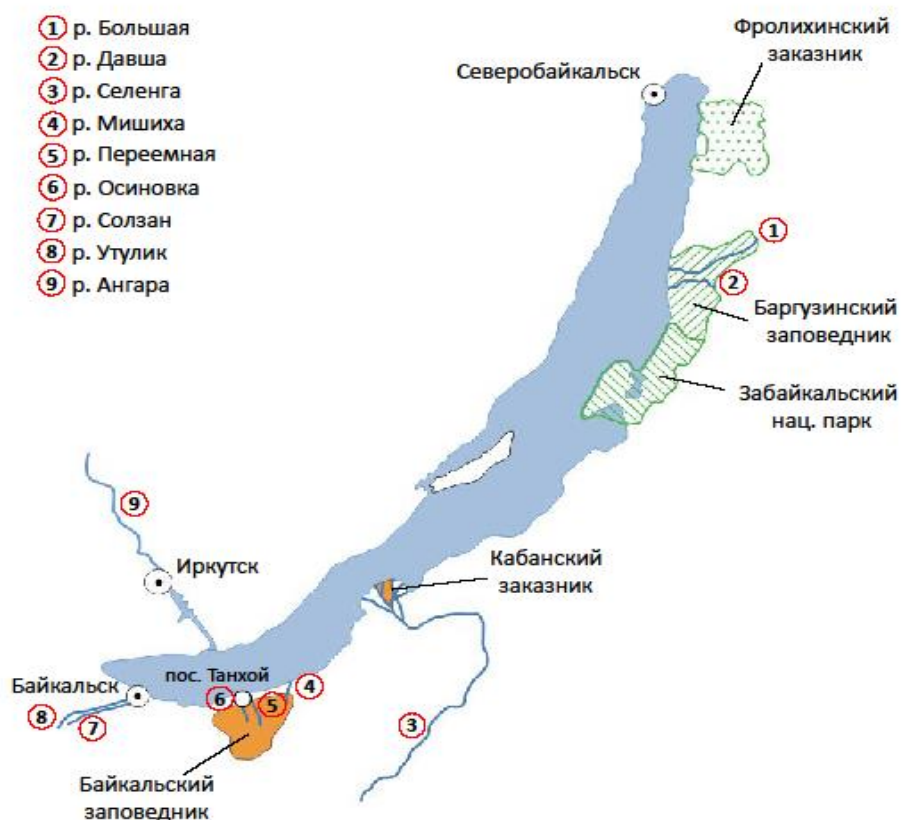 1 р. Большая
2 р. Давша
3 р. Селенга
4 р. Мишиха
5 р. Переемная
6 р. Осиновка
7 р. Солзан
8 р. Утулик
9 р. Ангара
Фролихинский
заказник
Северобайкальск
1
2
Баргузинский
заповедник
Забайкальский
нац. парк
9
Иркутск
Кабанский
заказник
Байкальск
пос. Танхой
4
6
5
8
7
3
Байкальский
заповедник